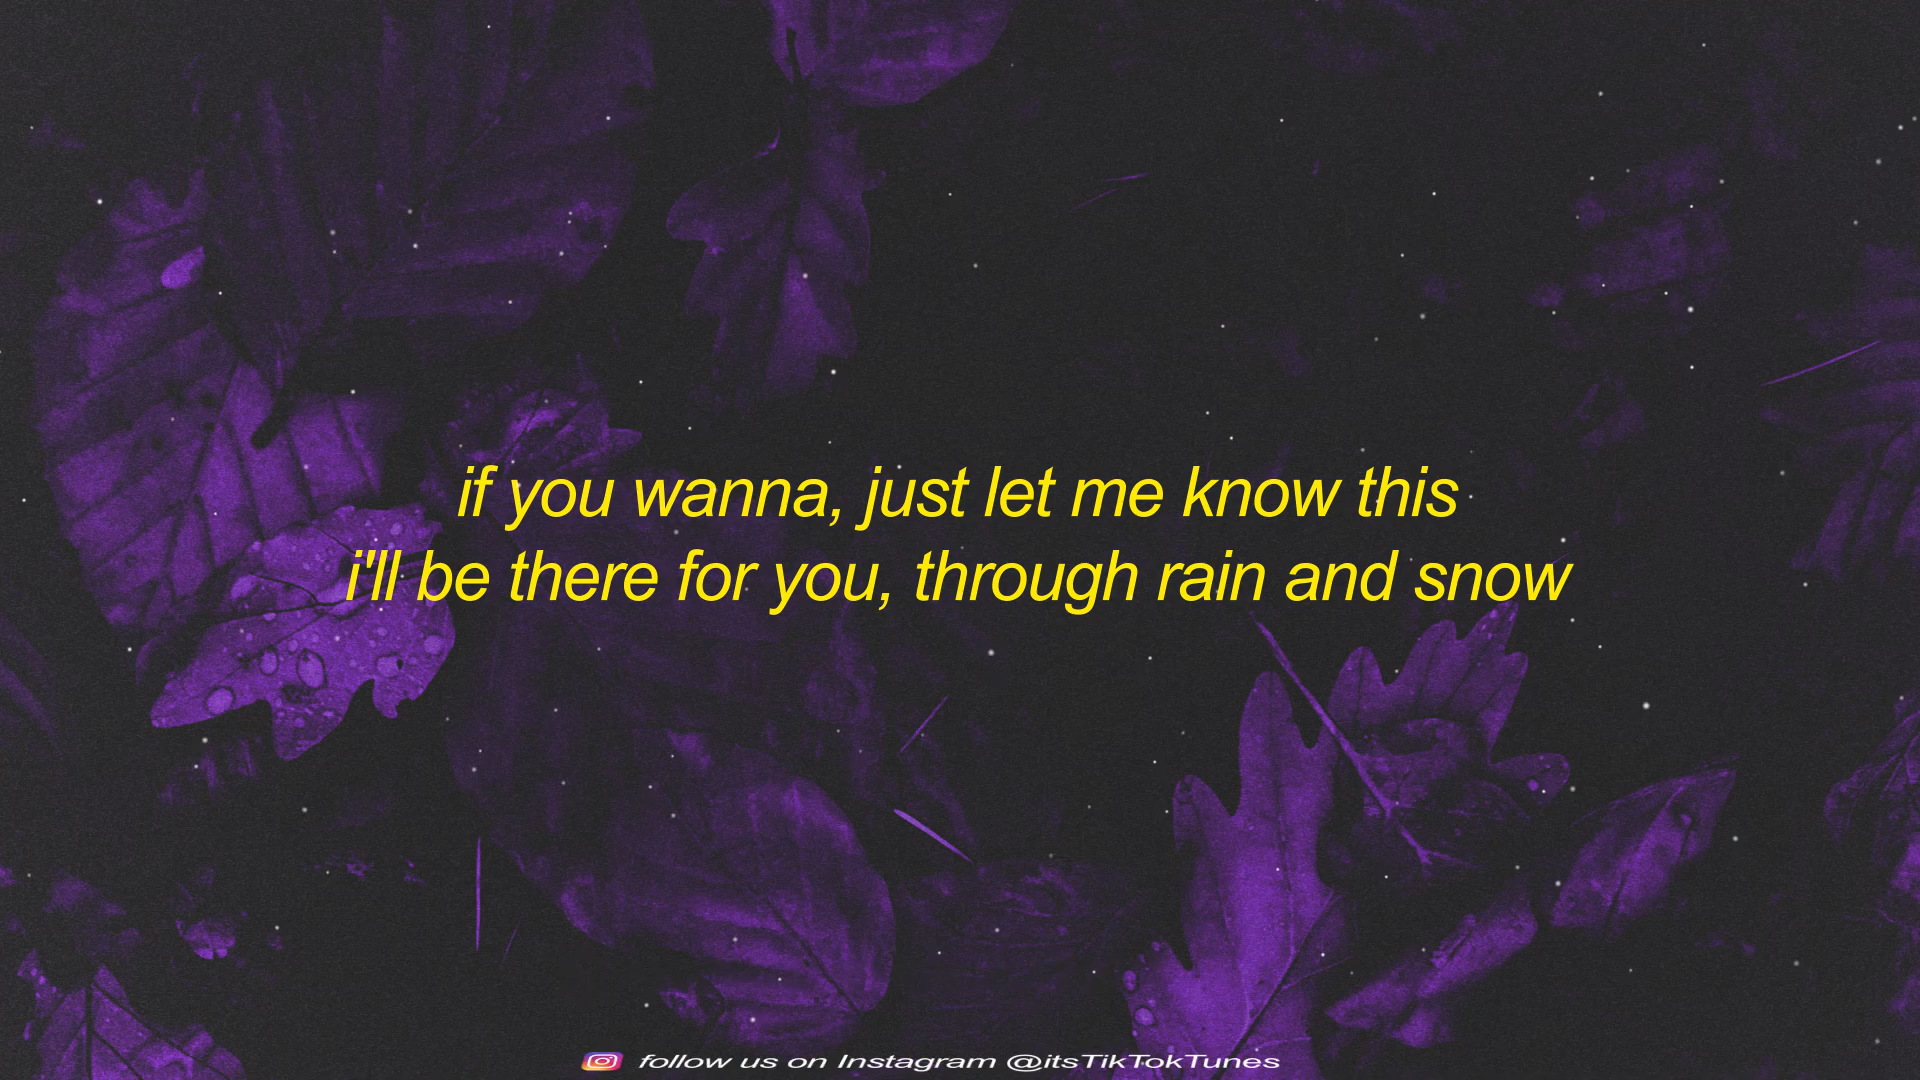 if you wanna, just let me know this
i'll be there for you, through rain and snow
follow us on Instagram @itsTikTokTunes